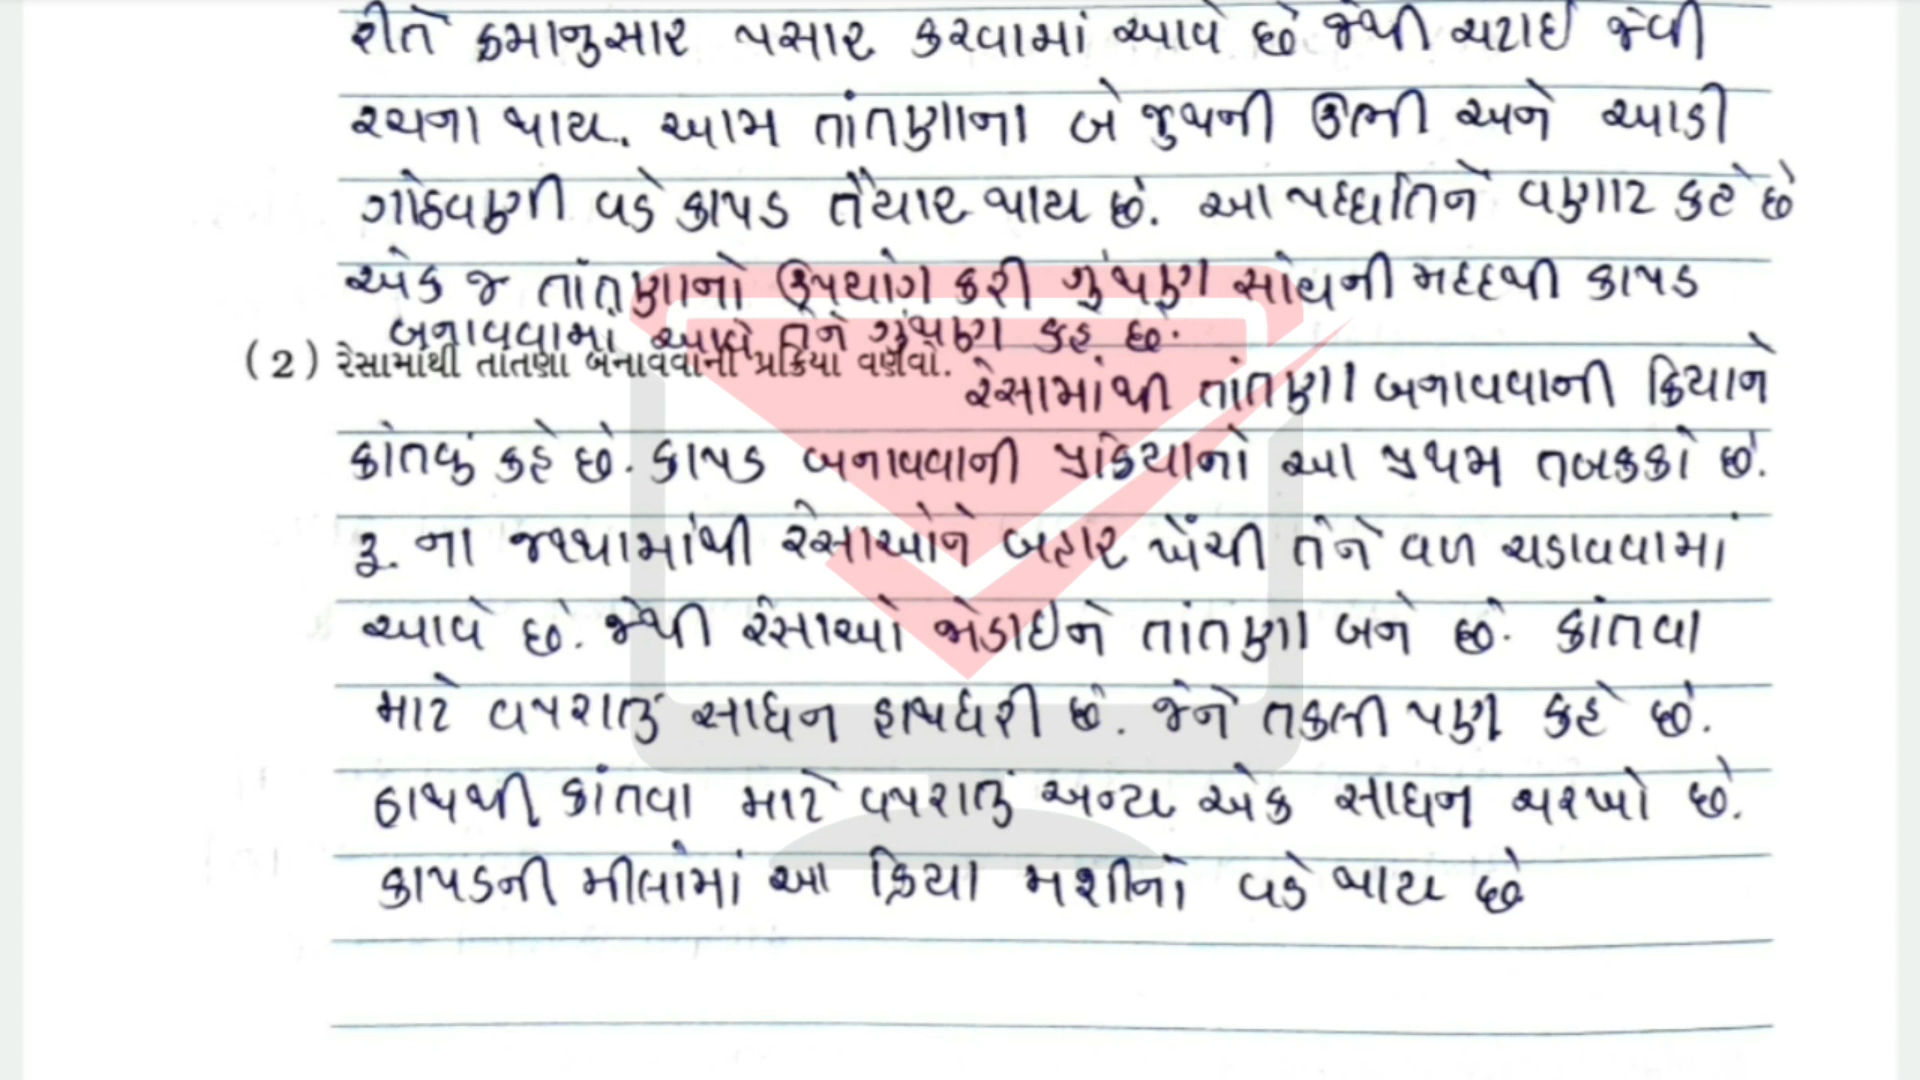 રીતે ક્રમાનુસાર પસાર કરવામાં આવે છે જેથી ચટાઈ જેવી
રચના થાય. આમ તાંતણાના બે જુથની ઉભી અને આડી
ગોઠવણી વડે કાપડ તૈયાર થાય છે. આ પદ્ધતિને વણાટ કહે છે
એક જ તાંતણાનો ઉપયોગ કરી ગુંથણ સોયની મદદથી કાપડ
બનાવવામાં આવે તેને ગુંથણ કહે છે.
(2) રેસામાંથી તાંતણા બનાવવાની પ્રક્રિયા વર્ણવો.
રેસામાંથી તાંતણા બનાવવાની ક્રિયાને
કાંતવું કહે છે. કાપડ બનાવવાની પ્રક્રિયાનો આ પ્રથમ તબકકો છે.
રૂ. ના જથ્થામાંથી રેસાઓને બહાર ખેંચી તેને વળ ચડાવવામાં
આવે છે. જેથી રેસાઓ જોડાઈને તાંતણા બને છે. કાંતવા
માટે વપરાતું સાધન હાથધરી છે. જેને તકલી પણ કહે છે.
હાથથી કાંતવા માટે વપરાતું અન્ય એક સાધન ચરખો છે.
કાપડની મીલોમાં આ ક્રિયા મશીનો વડે થાય છે